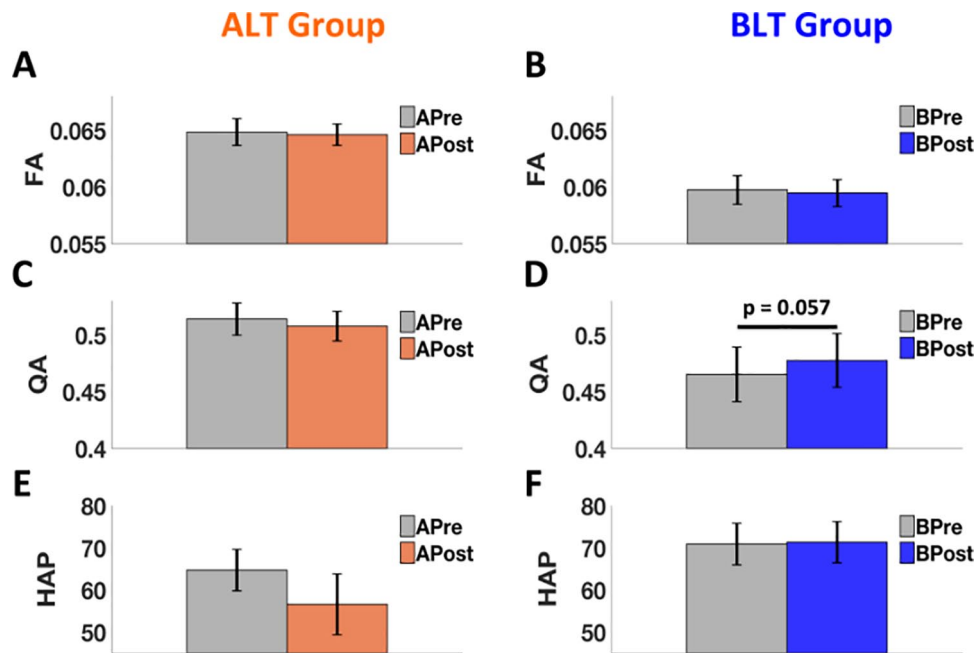 ALT Group
BLT Group
A
FA
0.065
0.06
0.055
APre
APost
B
FA
0.065
0.06
0.055
BPre
BPost
C
QA
0.5
0.45
0.4
APre
APost
D
QA
0.5
0.45
0.4
p = 0.057
BPre
BPost
E
HAP
80
70
60
50
APre
APost
F
HAP
80
70
60
50
BPre
BPost